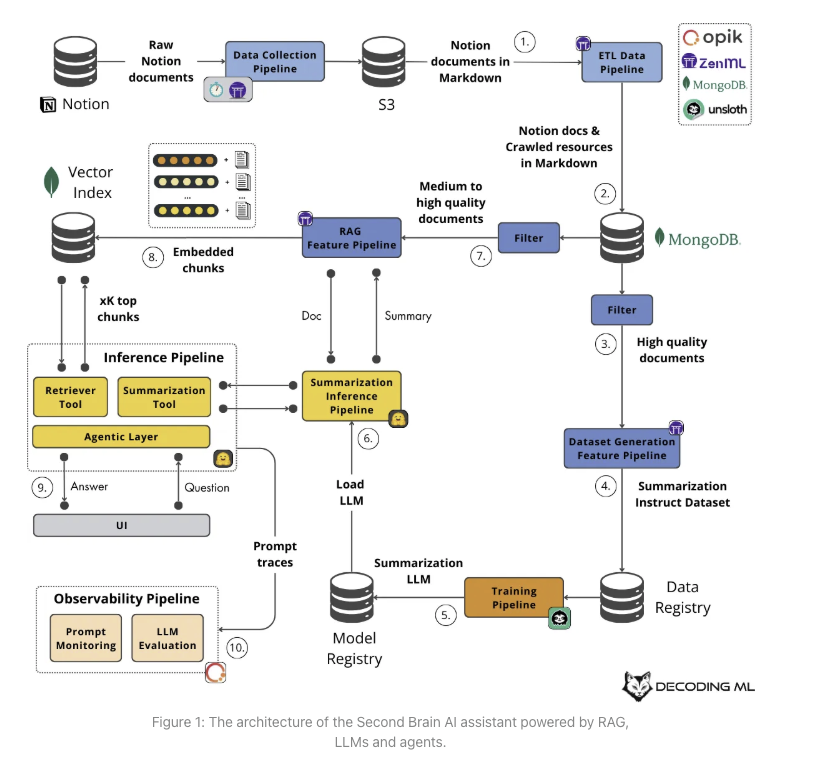 Raw
Notion
documents
Data Collection
Pipeline
Notion
S3
Notion
documents in
Markdown
1.
ETL Data
Pipeline
opik
ZenML
MongoDB
unsloth
Notion docs &
Crawled resources
in Markdown
2.
MongoDB.
Vector
Index
+
+
...
...
+
Medium to
high quality
documents
RAG
Feature Pipeline
Filter
7.
8.
Embedded
chunks
Filter
3.
High quality
documents
xK top
chunks
Doc
Summary
Inference Pipeline
Retriever
Tool
Summarization
Tool
Agentic Layer
Summarization
Inference
Pipeline
6.
Dataset Generation
Feature Pipeline
4.
Summarization
Instruct Dataset
9.
Answer
Question
UI
Load
LLM
Prompt
traces
Summarization
LLM
Training
Pipeline
5.
Data
Registry
Model
Registry
Observability Pipeline
Prompt
Monitoring
LLM
Evaluation
10.
DECODING ML
Figure 1: The architecture of the Second Brain AI assistant powered by RAG,
LLMs and agents.